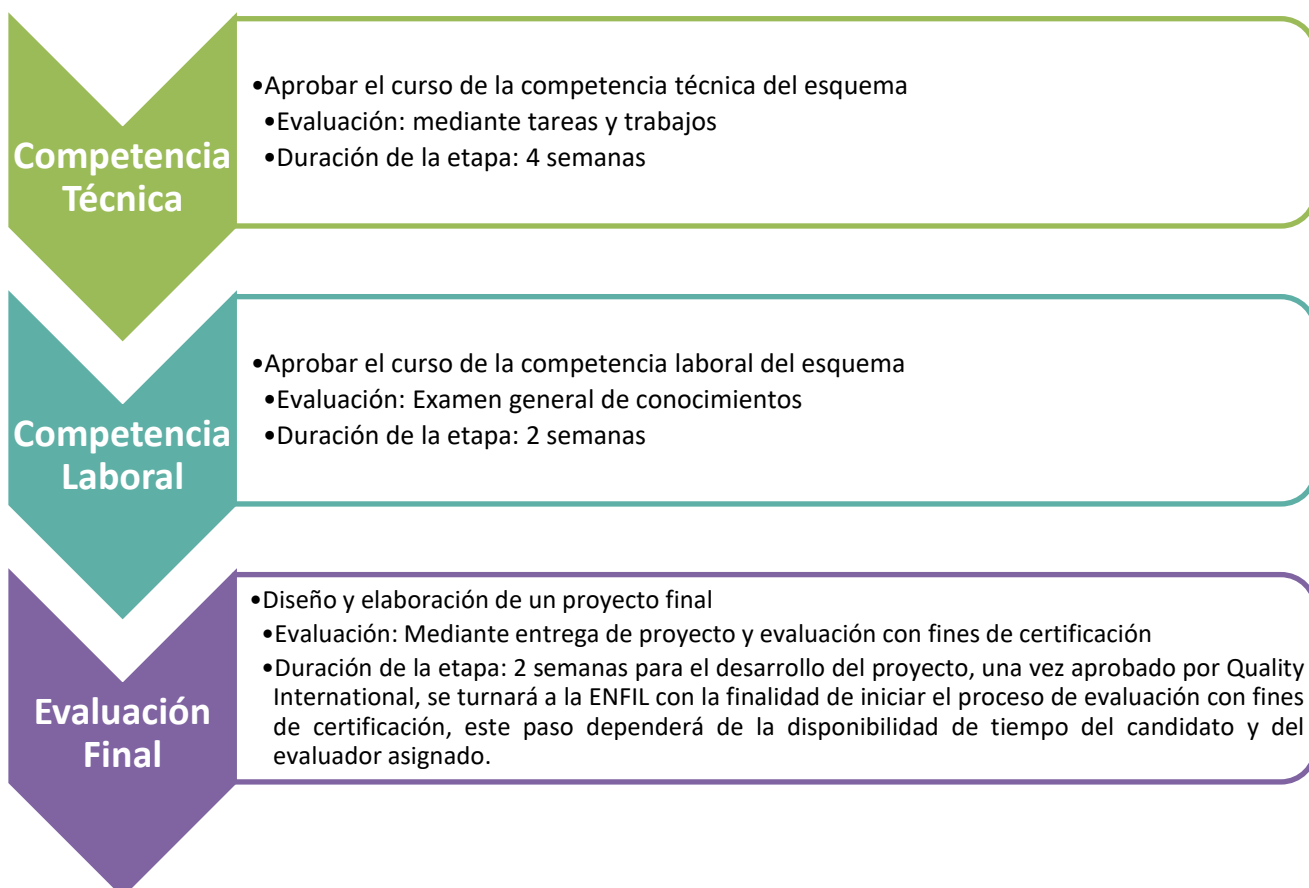 Competencia
Técnica
•Aprobar el curso de la competencia técnica del esquema
•Evaluación: mediante tareas y trabajos
•Duración de la etapa: 4 semanas
Competencia
Laboral
•Aprobar el curso de la competencia laboral del esquema
•Evaluación: Examen general de conocimientos
•Duración de la etapa: 2 semanas
Evaluación
Final
•Diseño y elaboración de un proyecto final
•Evaluación: Mediante entrega de proyecto y evaluación con fines de certificación
•Duración de la etapa: 2 semanas para el desarrollo del proyecto, una vez aprobado por Quality
International, se turnará a la ENFIL con la finalidad de iniciar el proceso de evaluación con fines
de certificación, este paso dependerá de la disponibilidad de tiempo del candidato y del
evaluador asignado.